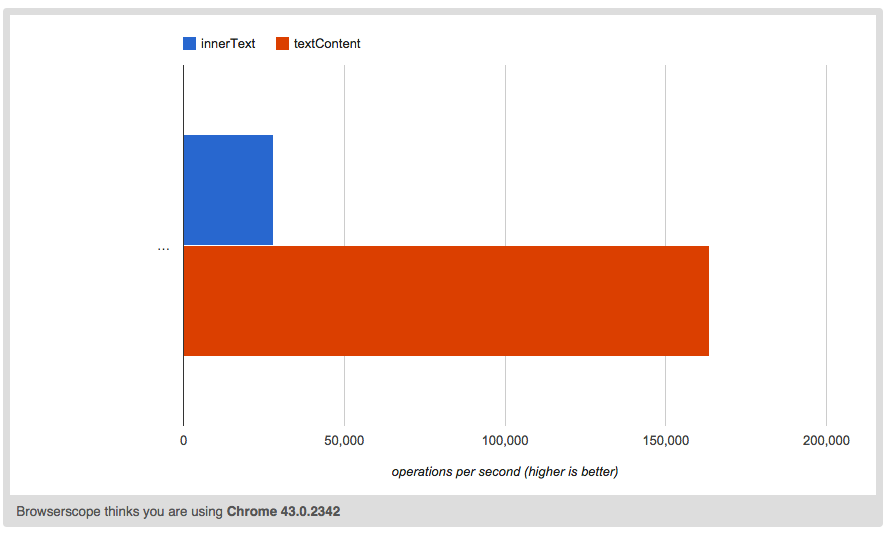 innerText textContent
...
0 50,000 100,000 150,000 200,000
operations per second (higher is better)
Browserscope thinks you are using Chrome 43.0.2342